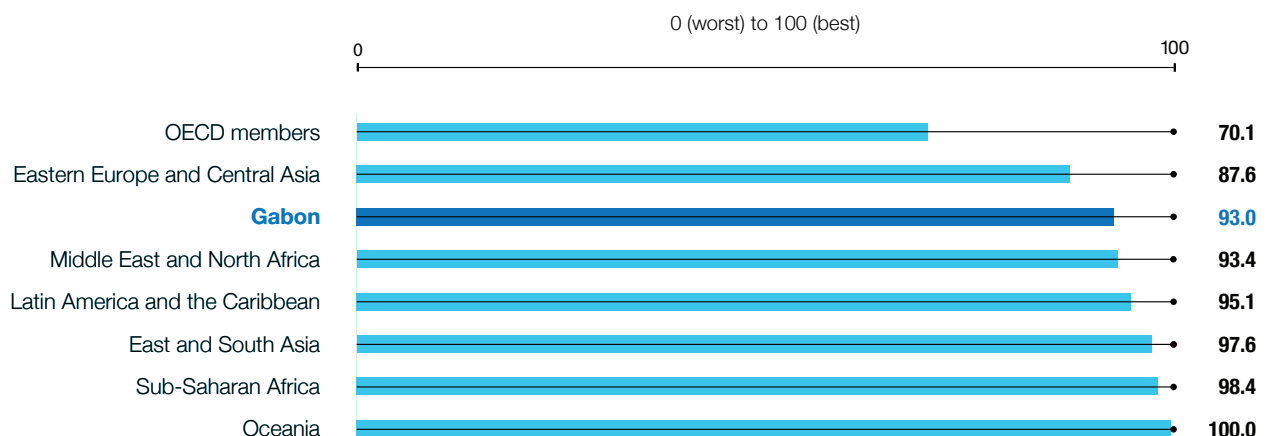 0 (worst) to 100 (best)
0 100
OECD members 70.1
Eastern Europe and Central Asia 87.6
Gabon 93.0
Middle East and North Africa 93.4
Latin America and the Caribbean 95.1
East and South Asia 97.6
Sub-Saharan Africa 98.4
Oceania 100.0